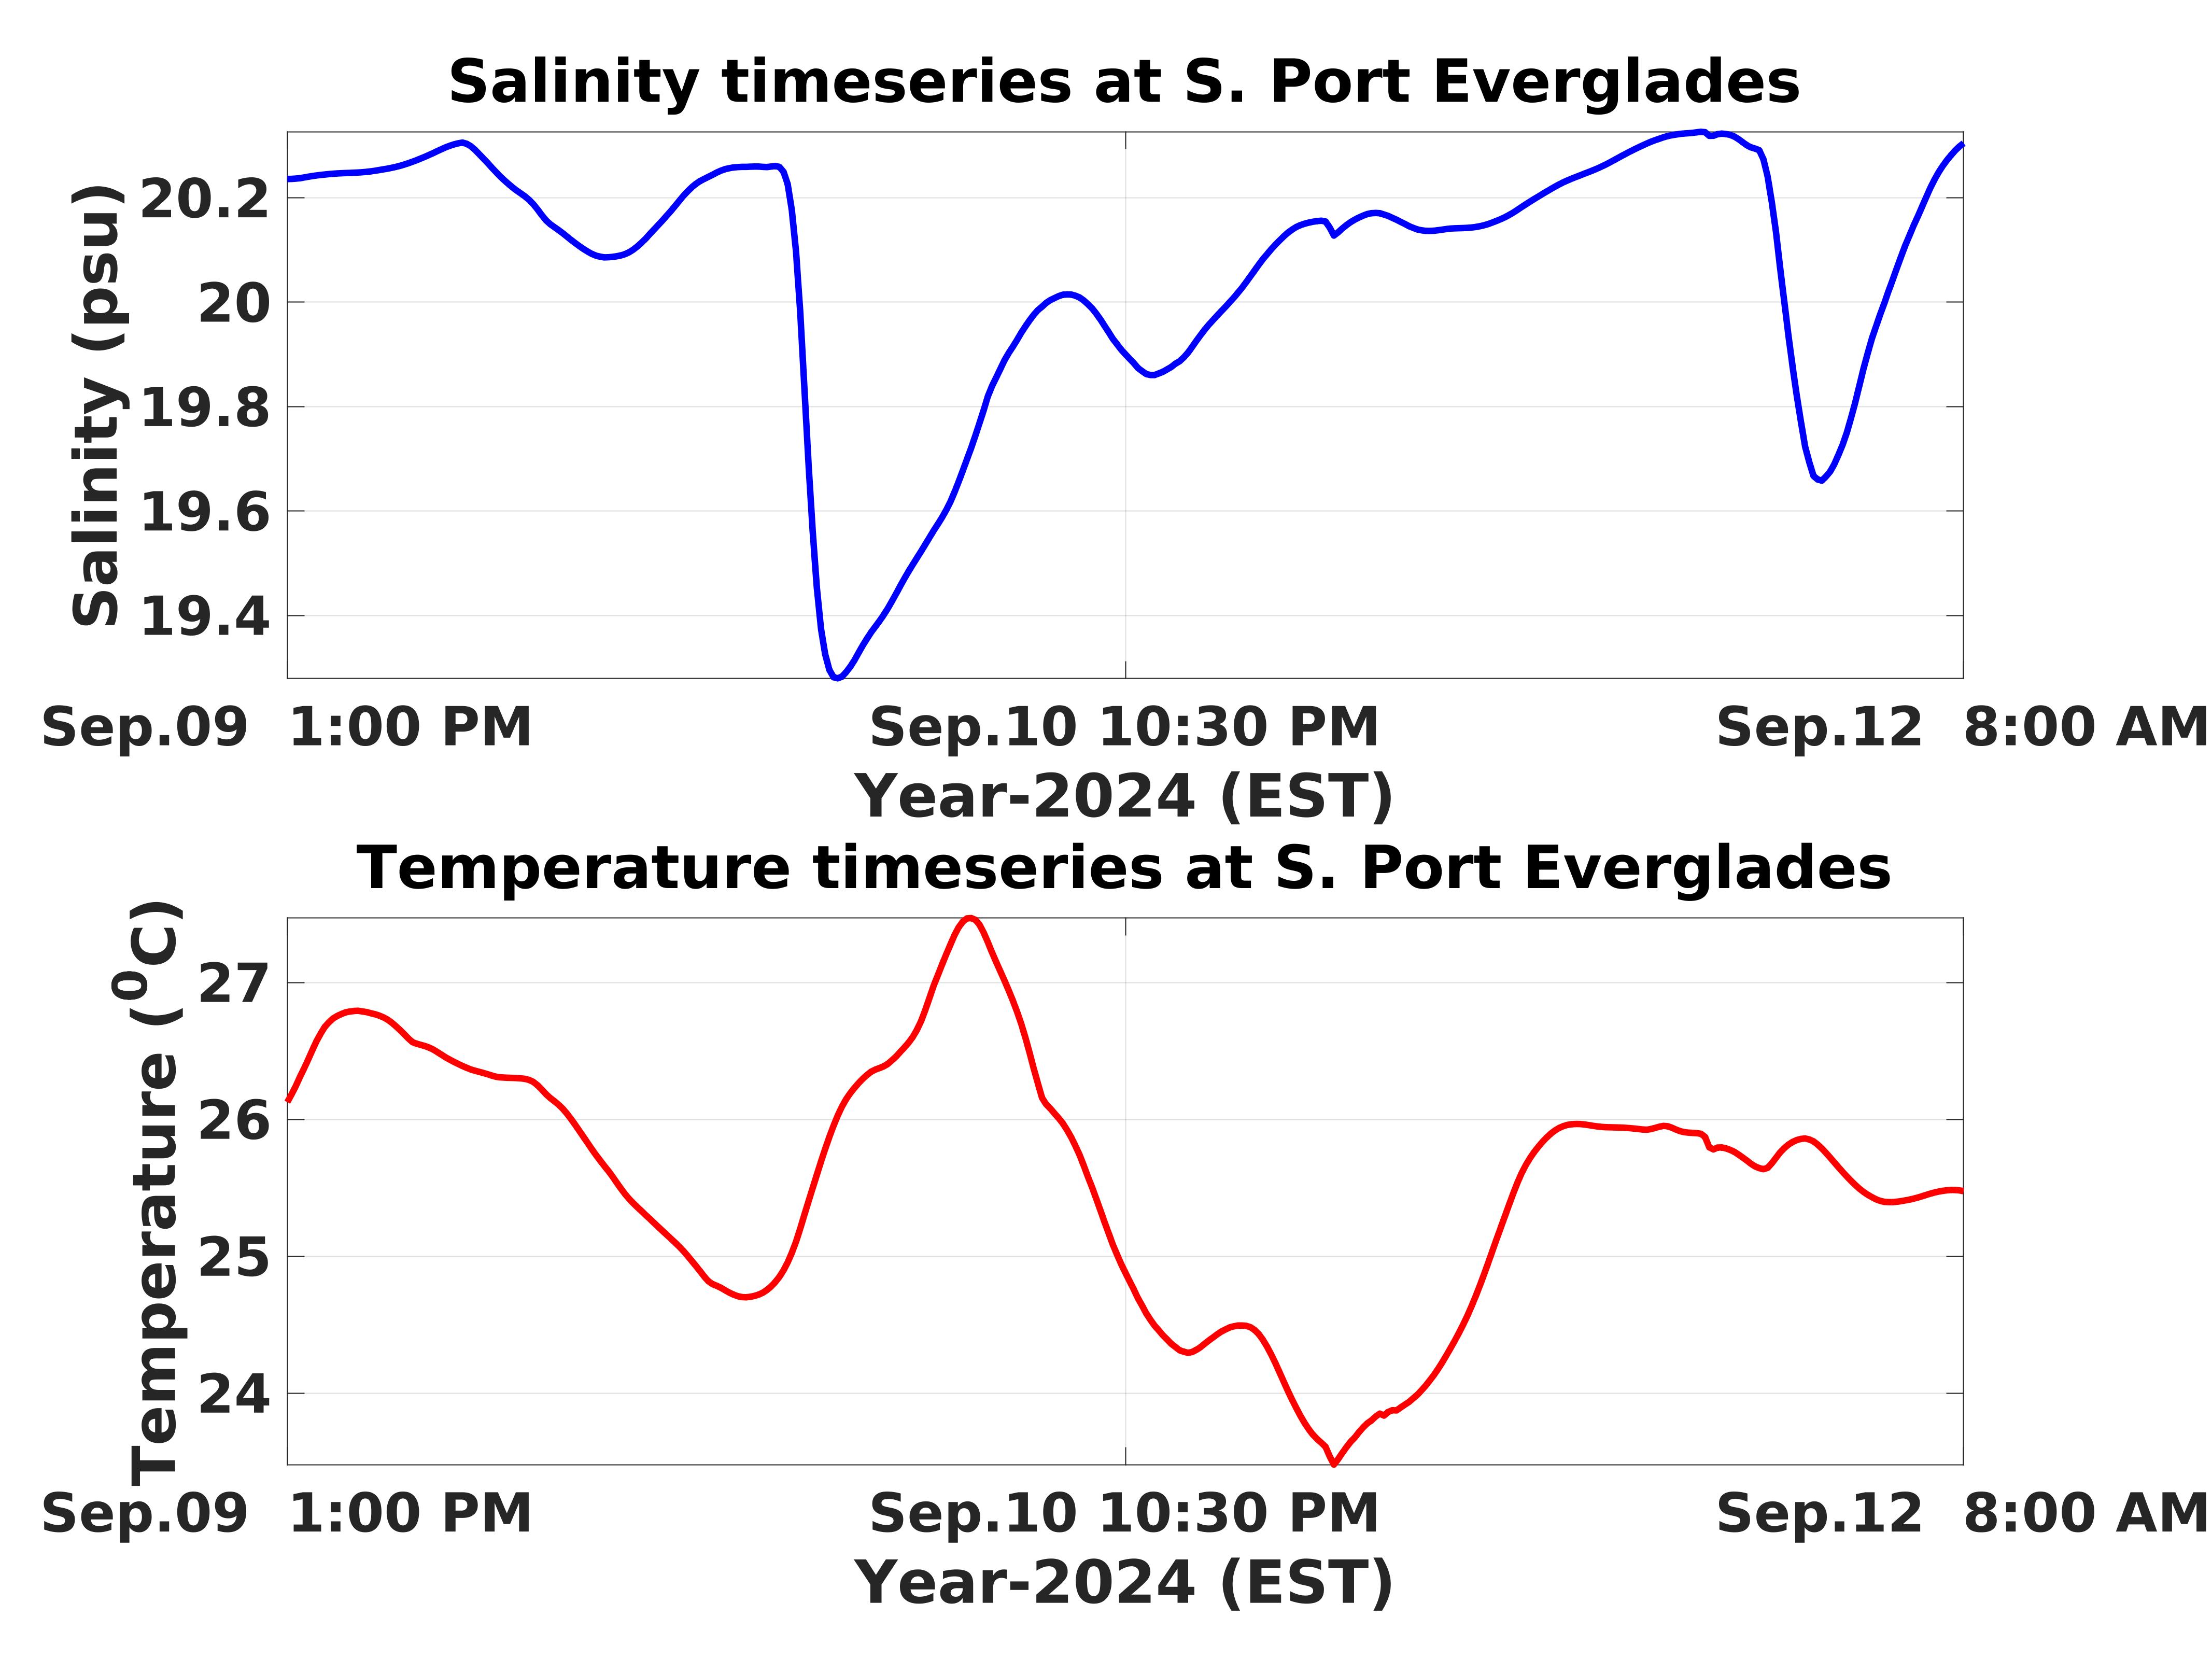 Salinity timeseries at S. Port Everglades
Salinity (psu)
20.2
20
19.8
19.6
19.4
Sep.09  1:00 PM
Sep.10 10:30 PM
Sep.12  8:00 AM
Year-2024 (EST)
Temperature timeseries at S. Port Everglades
Temperature (⁰C)
27
26
25
24
Sep.09  1:00 PM
Sep.10 10:30 PM
Sep.12  8:00 AM
Year-2024 (EST)